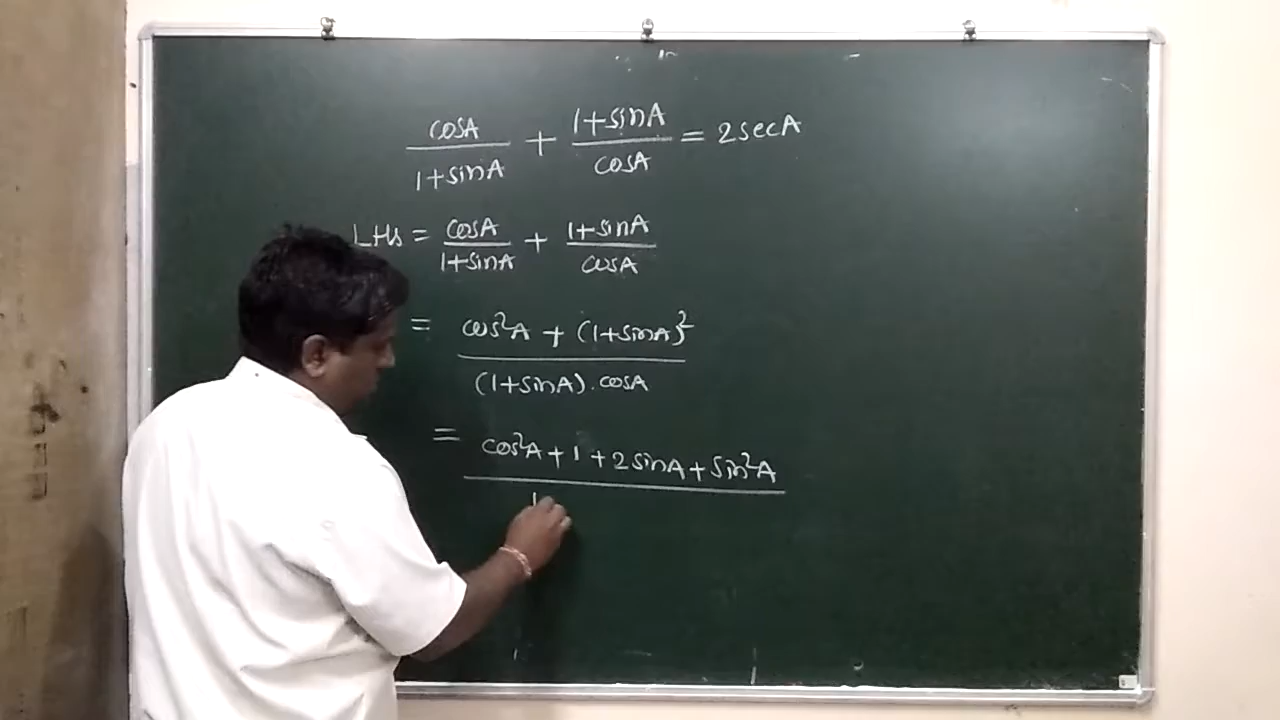 cosA/1+sinA + 1+sinA/cosA = 2secA
LHS = cosA/1+sinA + 1+sinA/cosA
= cos²A + (1+sinA)²/(1+sinA).cosA
= cos²A+1+2sinA+sin²A/